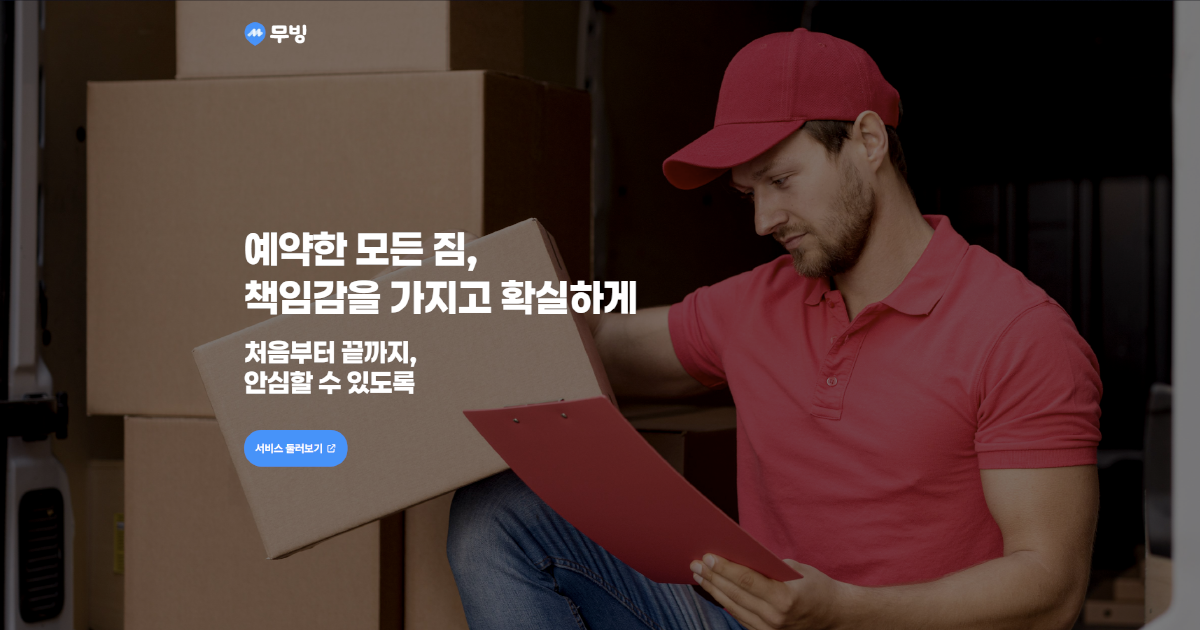 무빙
예약한 모든 짐,
책임감을 가지고 확실하게
처음부터 끝까지,
안심할 수 있도록
서비스 둘러보기